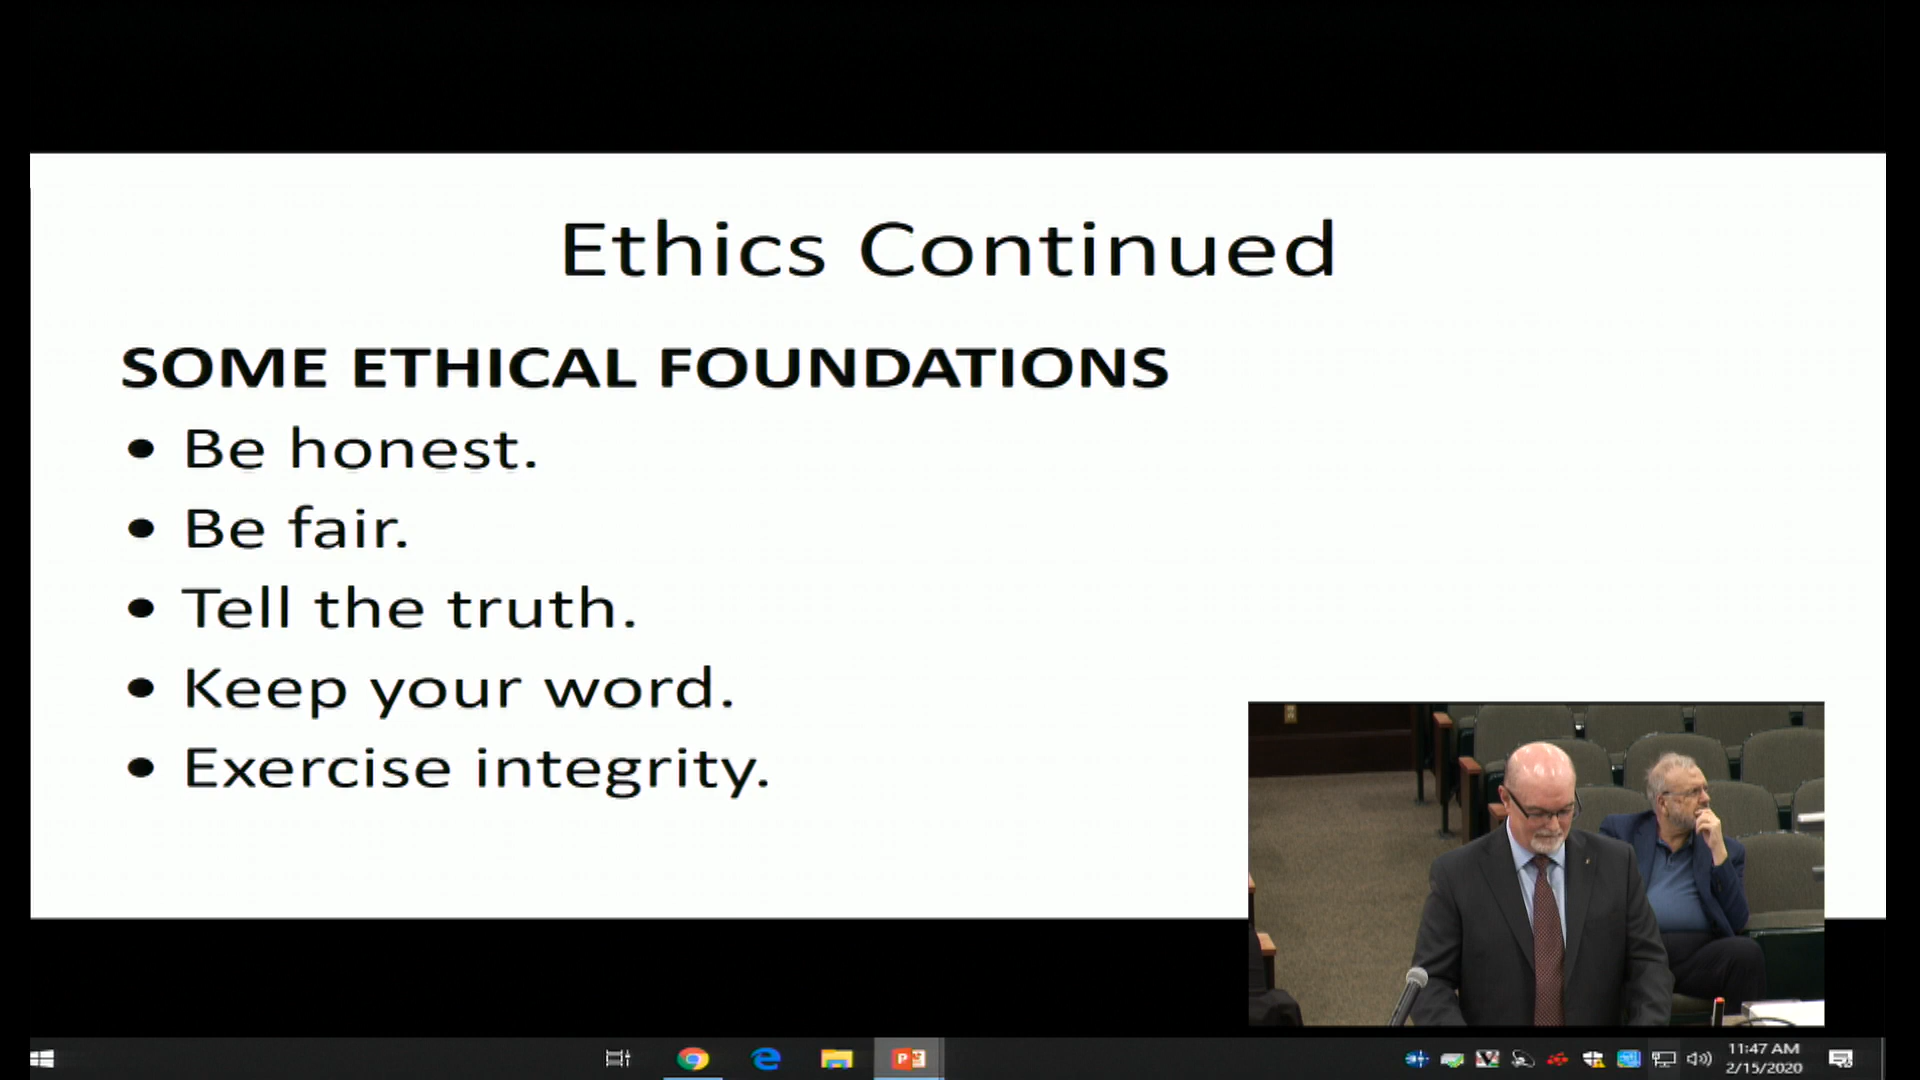 Ethics Continued
SOME ETHICAL FOUNDATIONS
• Be honest.
• Be fair.
• Tell the truth.
• Keep your word.
• Exercise integrity.
11:47 AM
2/15/2020